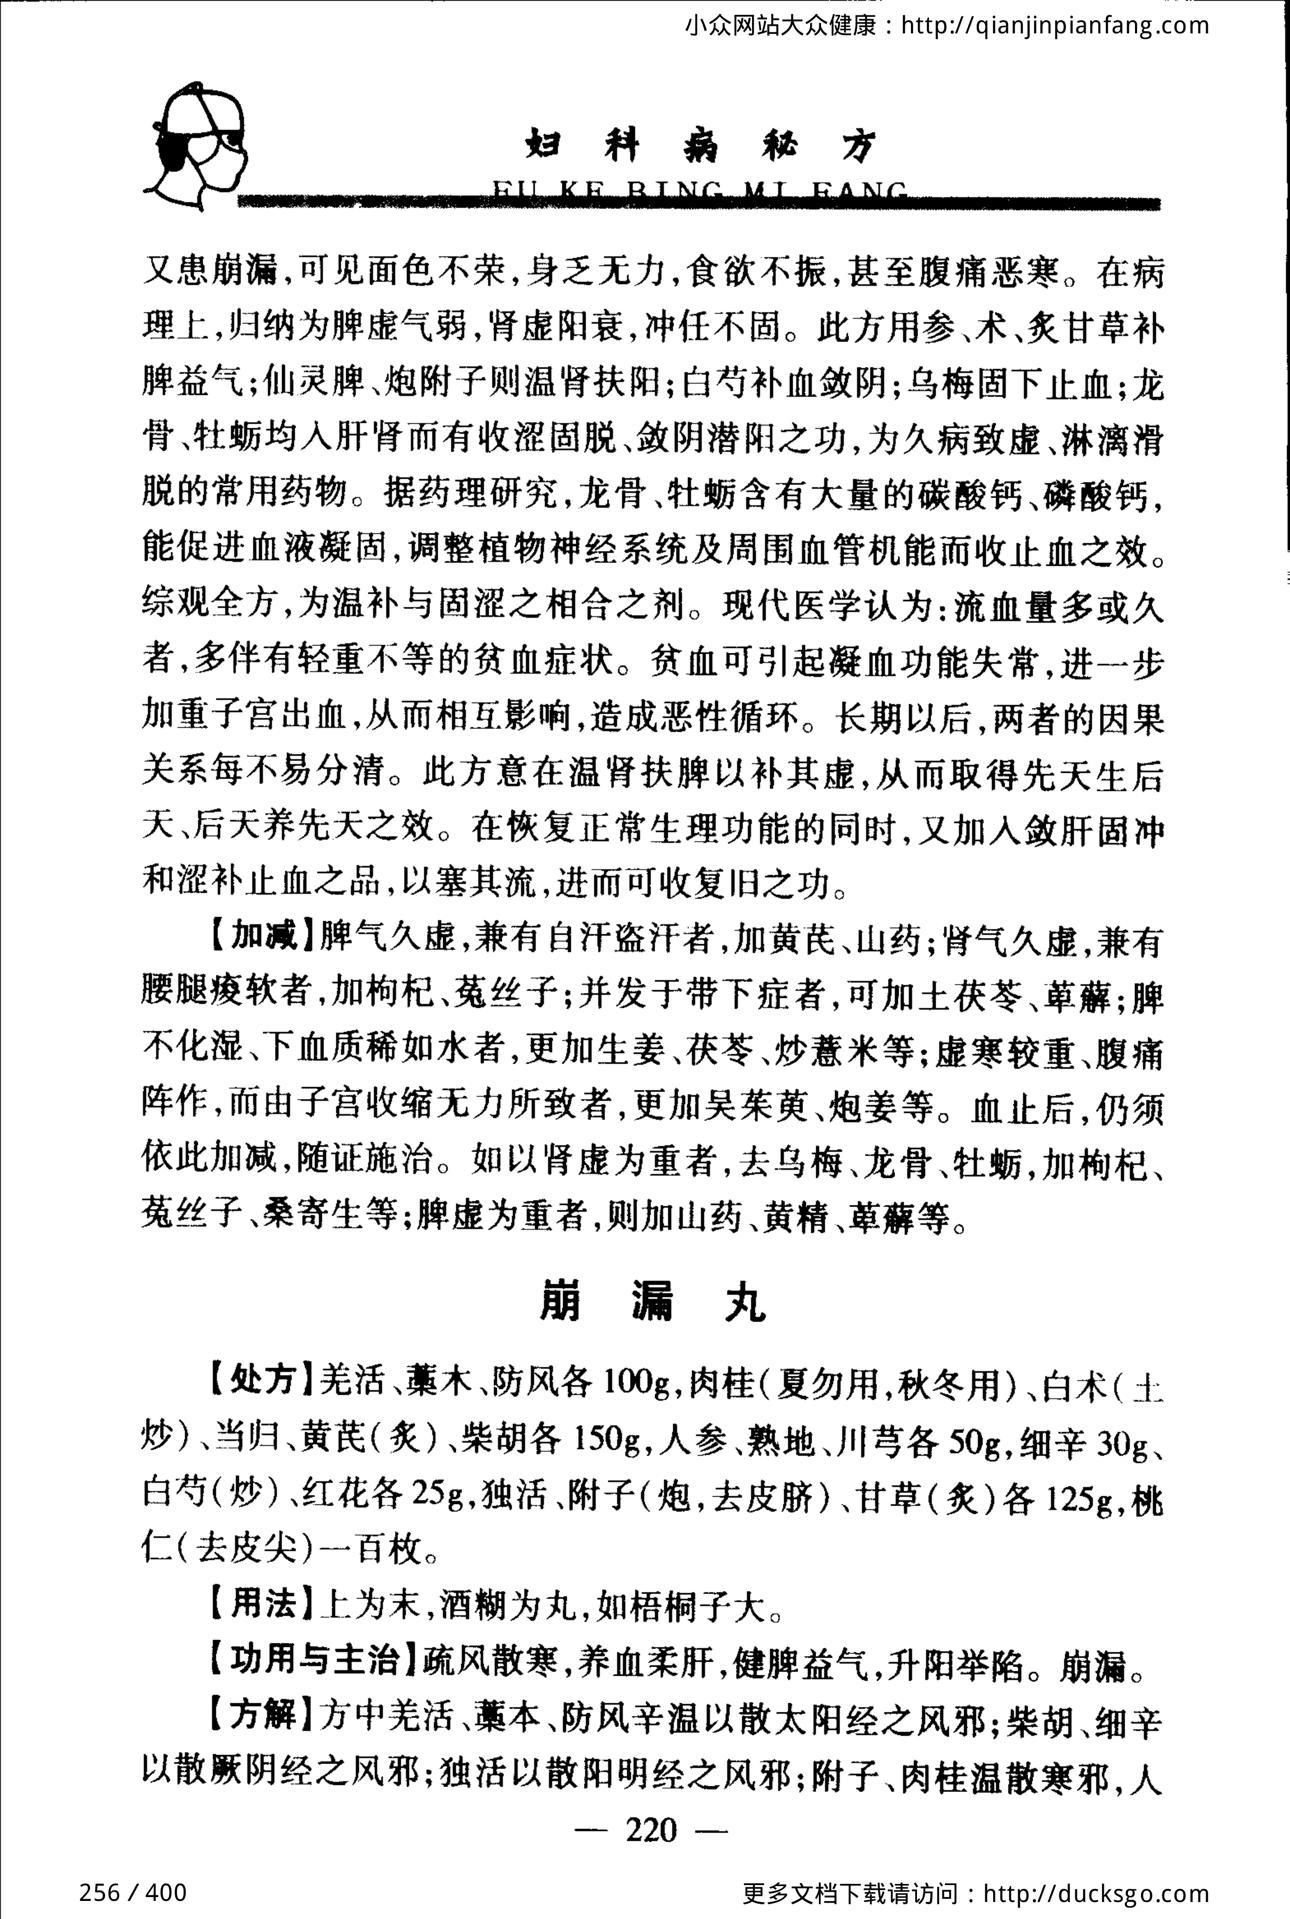 小众网站大众健康：http://qianjinpianfang.com
妇科病秘方
FU KE BING MI FANG
又患崩漏,可见面色不荣,身乏无力,食欲不振,甚至腹痛恶寒。在病
理上,归纳为脾虚气弱,肾虚阳衰,冲任不固。此方用参、术、炙甘草补
脾益气;仙灵脾、炮附子则温肾扶阳;白芍补血敛阴;乌梅固下止血;龙
骨、牡蛎均入肝肾而有收涩固脱、敛阴潜阳之功,为久病致虚、淋漓滑
脱的常用药物。据药理研究,龙骨、牡蛎含有大量的碳酸钙、磷酸钙,
能促进血液凝固,调整植物神经系统及周围血管机能而收止血之效。
综观全方,为温补与固涩之相合之剂。现代医学认为:流血量多或久
者,多伴有轻重不等的贫血症状。贫血可引起凝血功能失常,进一步
加重子宫出血,从而相互影响,造成恶性循环。长期以后,两者的因果
关系每不易分清。此方意在温肾扶脾以补其虚,从而取得先天生后
天、后天养先天之效。在恢复正常生理功能的同时,又加入敛肝固冲
和涩补止血之品,以塞其流,进而可收复旧之功。
【加减】脾气久虚,兼有自汗盗汗者,加黄芪、山药;肾气久虚,兼有
腰腿痠软者,加枸杞、菟丝子;并发于带下症者,可加土茯苓、萆薢;脾
不化湿、下血质稀如水者,更加生姜、茯苓、炒薏米等;虚寒较重、腹痛
阵作,而由子宫收缩无力所致者,更加吴茱萸、炮姜等。血止后,仍须
依此加减,随证施治。如以肾虚为重者,去乌梅、龙骨、牡蛎,加枸杞、
菟丝子、桑寄生等;脾虚为重者,则加山药、黄精、萆薢等。
崩漏丸
【处方】羌活、藁木、防风各100g,肉桂(夏勿用,秋冬用)、白术(土
炒)、当归、黄芪(炙)、柴胡各150g,人参、熟地、川芎各50g,细辛30g、
白芍(炒)、红花各25g,独活、附子(炮,去皮脐)、甘草(炙)各125g,桃
仁(去皮尖)一百枚。
【用法】上为末,酒糊为丸,如梧桐子大。
【功用与主治】疏风散寒,养血柔肝,健脾益气,升阳举陷。崩漏。
【方解】方中羌活、藁本、防风辛温以散太阳经之风邪;柴胡、细辛
以散厥阴经之风邪;独活以散阳明经之风邪;附子、肉桂温散寒邪,人
— 220 —
256 / 400
更多文档下载请访问：http://ducksgo.com